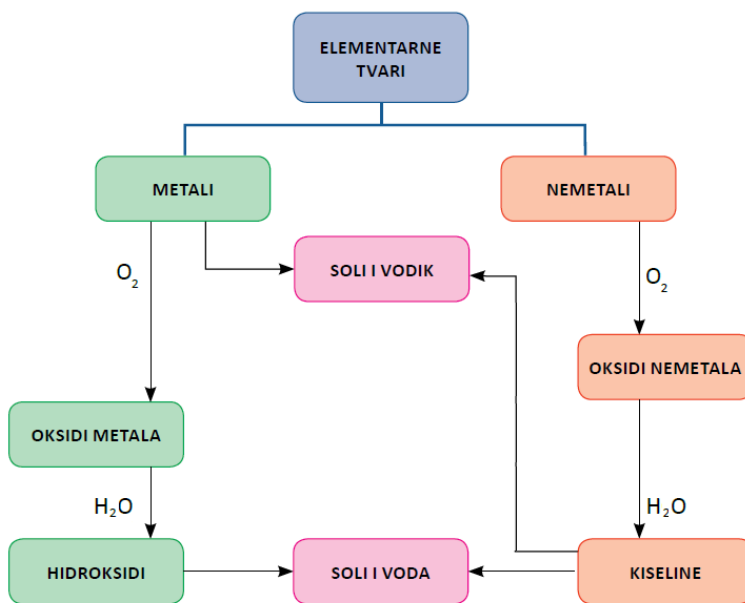 ELEMENTARNE
TVARI
METALI
NEMETALI
SOLI I VODIK
O₂
O₂
OKSIDI NEMETALA
OKSIDI METALA
H₂O
H₂O
HIDROKSIDI
SOLI I VODA
KISELINE